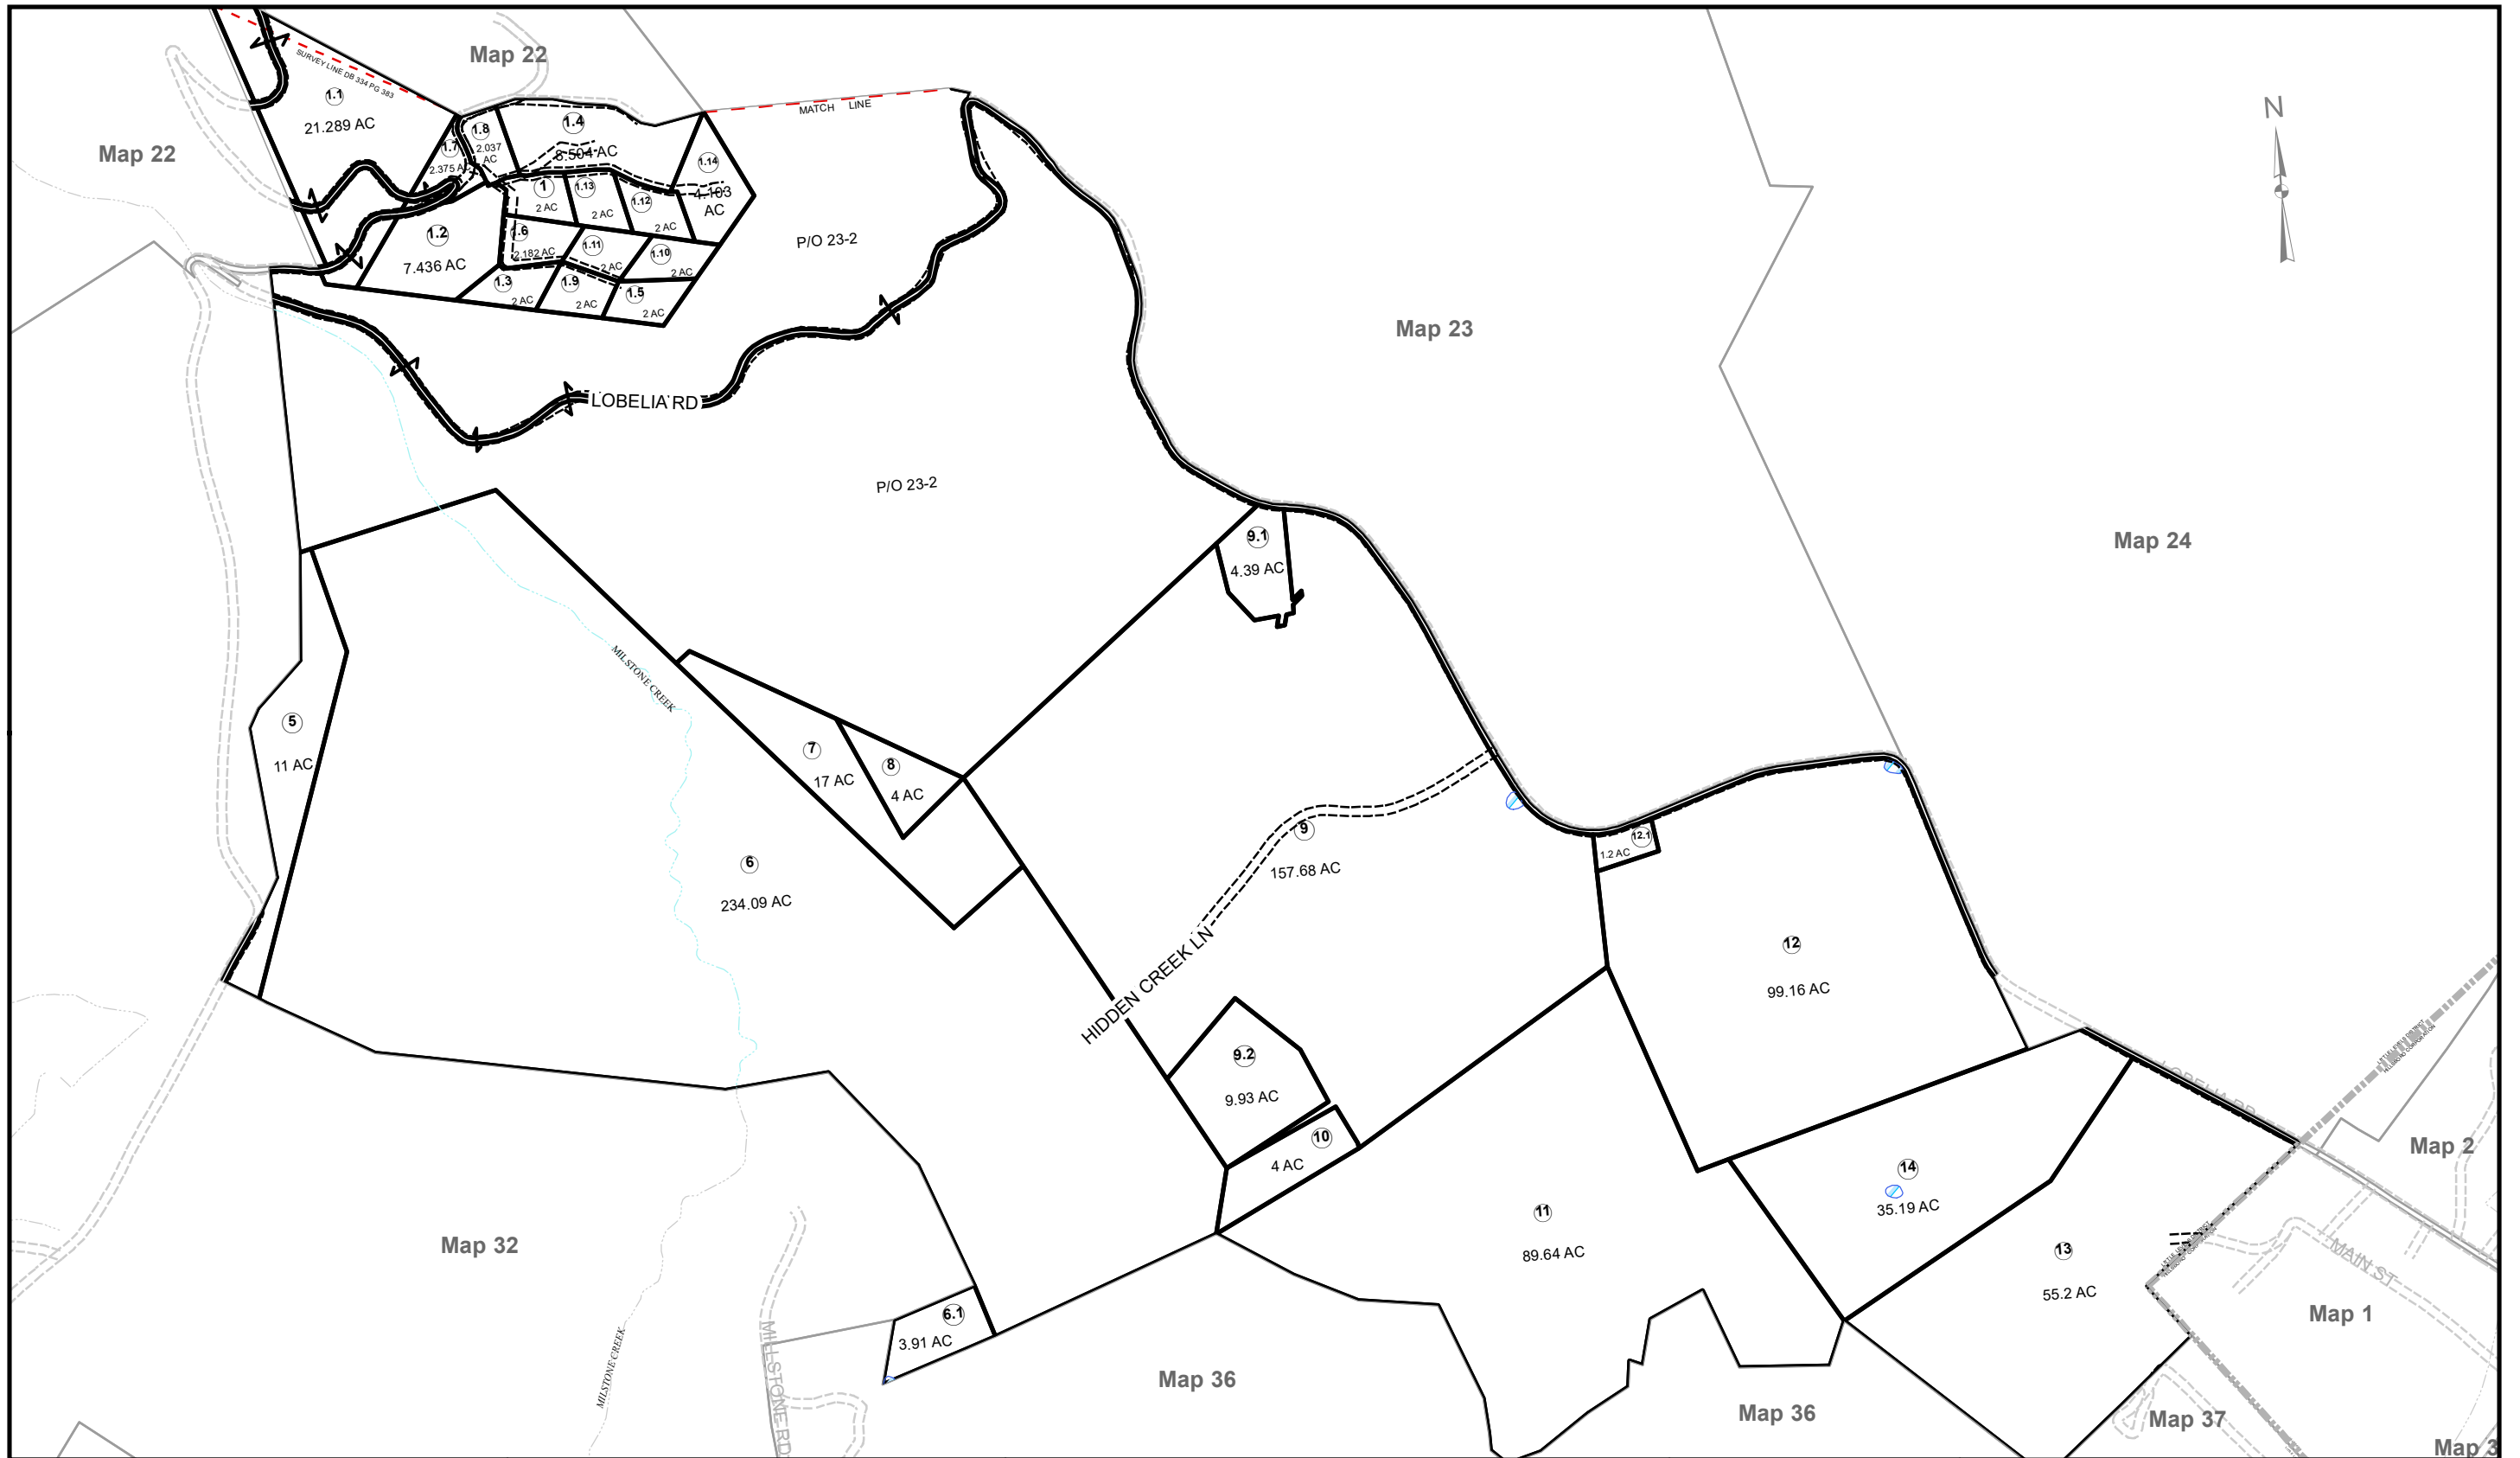 Map 22
SURVEY LINE DB 334 PG 383
1.1
21.289 AC
Map 22
MATCH LINE
N
1.8
2.037
AC
1.4
8.504 AC
1.7
2.375 AC
1.14
4.103
AC
1
2 AC
1.13
2 AC
1.12
2 AC
1.2
7.436 AC
1.6
2.182 AC
1.11
2 AC
1.10
2 AC
1.3
2 AC
1.9
2 AC
1.5
2 AC
P/O 23-2
Map 23
LOBELIA RD
P/O 23-2
9.1
4.39 AC
Map 24
MILSTONE CREEK
5
11 AC
7
17 AC
8
4 AC
6
234.09 AC
9
157.68 AC
12.1
1.2 AC
HIDDEN CREEK LN
12
99.16 AC
9.2
9.93 AC
10
4 AC
LOBELIA RD
Map 2
14
35.19 AC
11
89.64 AC
13
55.2 AC
MAIN ST
Map 1
Map 32
6.1
3.91 AC
MILSTONE CREEK
MILLSTONE RD
Map 36
Map 36
Map 37
Map 3